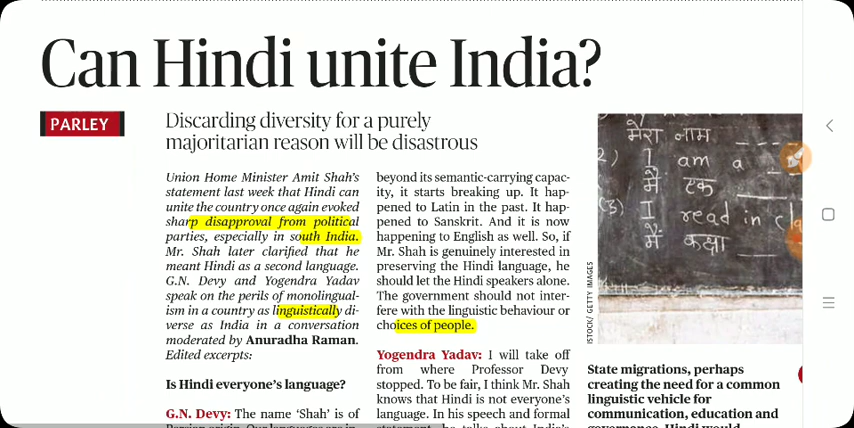 Can Hindi unite India?
PARLEY
Discarding diversity for a purely
majoritarian reason will be disastrous
Union Home Minister Amit Shah's
statement last week that Hindi can
unite the country once again evoked
sharp disapproval from political
parties, especially in south India.
Mr. Shah later clarified that he
meant Hindi as a second language.
G.N. Devy and Yogendra Yadav
speak on the perils of monolingual-
ism in a country as linguistically di-
verse as India in a conversation
moderated by Anuradha Raman.
Edited excerpts:
Is Hindi everyone's language?
G.N. Devy: The name 'Shah' is of
beyond its semantic-carrying capac-
ity, it starts breaking up. It hap-
pened to Latin in the past. It hap-
pened to Sanskrit. And it is now
happening to English as well. So, if
Mr. Shah is genuinely interested in
preserving the Hindi language, he
should let the Hindi speakers alone.
The government should not inter-
fere with the linguistic behaviour or
choices of people.
Yogendra Yadav: I will take off
from where Professor Devy
stopped. To be fair, I think Mr. Shah
knows that Hindi is not everyone's
language. In his speech and formal
मेरा नाम
2) I am a
मैं एक
(3) I read in cla
मैं कक्षा
ISTOCK/ GETTY IMAGES
State migrations, perhaps
creating the need for a common
linguistic vehicle for
communication, education and